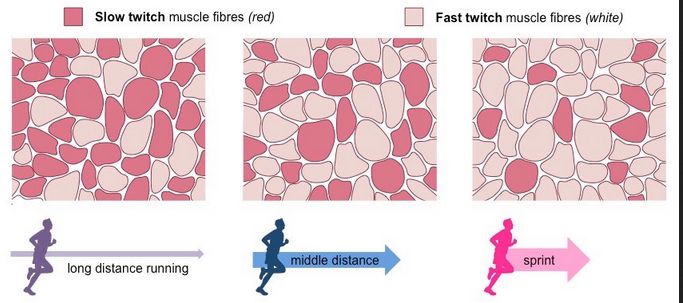 Slow twitch muscle fibres (red)
Fast twitch muscle fibres (white)
long distance running
middle distance
sprint